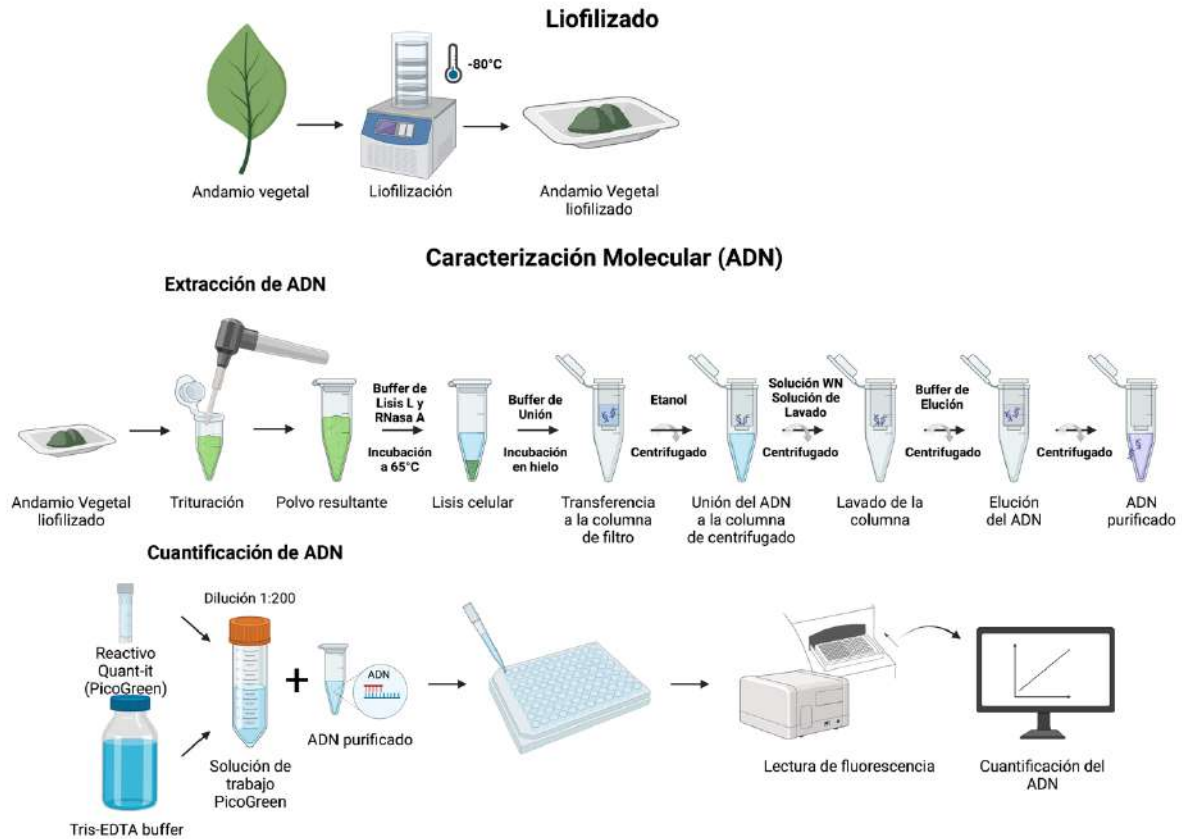 Liofilizado
-80°C
Andamio vegetal
Liofilización
Andamio Vegetal
liofilizado
Caracterización Molecular (ADN)
Extracción de ADN
Buffer de
Lisis L y
RNasa A
Incubación
a 65°C
Buffer de
Unión
Incubación
en hielo
Etanol
Centrifugado
Solución WN
Solución de
Lavado
Centrifugado
Buffer de
Elución
Centrifugado
Centrifugado
Andamio Vegetal
liofilizado
Trituración
Polvo resultante
Lisis celular
Transferencia
a la columna
de filtro
Unión del ADN
a la columna
de centrifugado
Lavado de la
columna
Elución
del ADN
ADN
purificado
Cuantificación de ADN
Dilución 1:200
Reactivo
Quant-it
(PicoGreen)
+
ADN
ADN purificado
Solución de
trabajo
PicoGreen
Tris-EDTA buffer
Lectura de fluorescencia
Cuantificación del
ADN